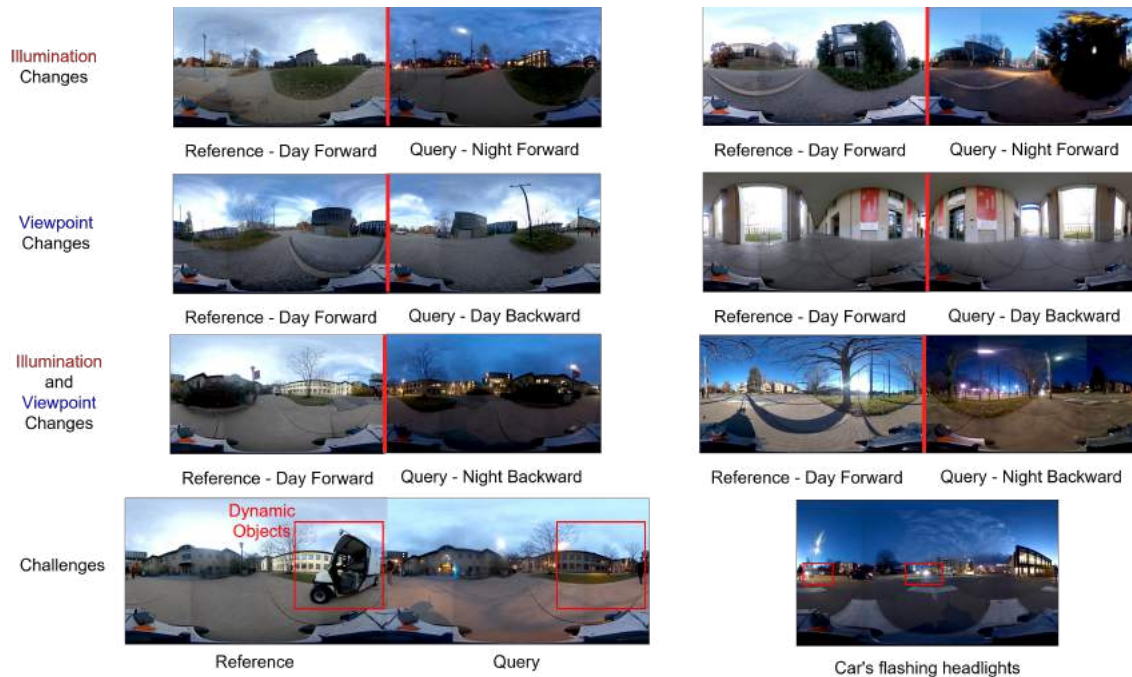 Illumination
Changes
Reference - Day Forward
Query - Night Forward
Reference - Day Forward
Query - Night Forward
Viewpoint
Changes
Reference - Day Forward
Query - Day Backward
Reference - Day Forward
Query - Day Backward
Illumination
and
Viewpoint
Changes
Reference - Day Forward
Query - Night Backward
Reference - Day Forward
Query - Night Backward
Challenges
Dynamic
Objects
Reference
Query
Car's flashing headlights